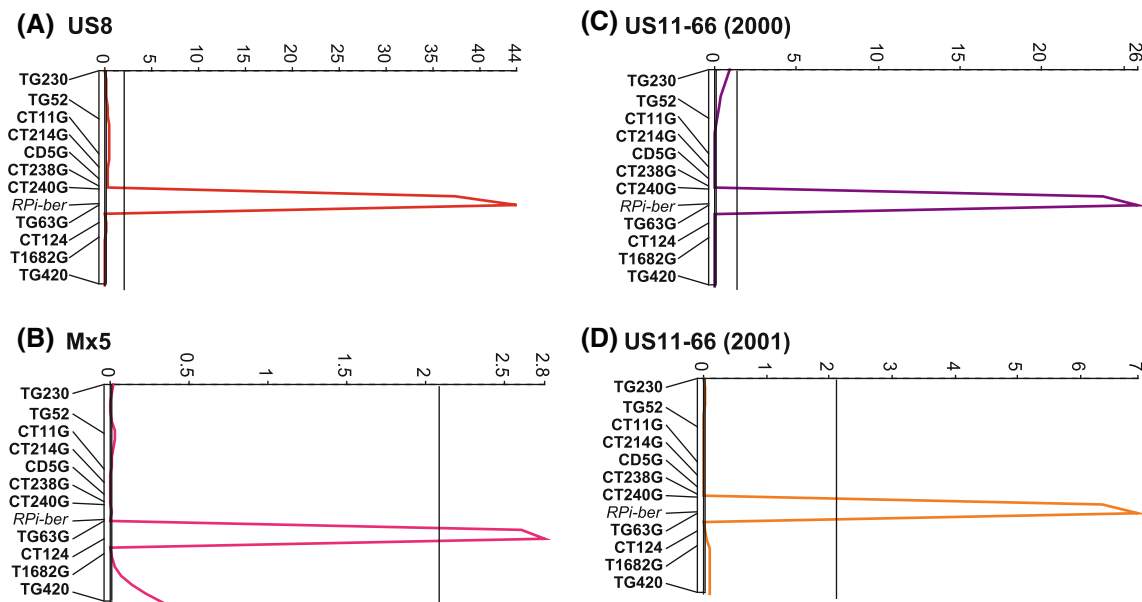 (A) US8
0 5 10 15 20 25 30 35 40 44
TG230
TG52
CT11G
CT214G
CD5G
CT238G
CT240G
RPi-ber
TG63G
CT124
T1682G
TG420
(B) Mx5
0 0.5 1 1.5 2 2.5 2.8
TG230
TG52
CT11G
CT214G
CD5G
CT238G
CT240G
RPi-ber
TG63G
CT124
T1682G
TG420
(C) US11-66 (2000)
0 5 10 15 20 26
TG230
TG52
CT11G
CT214G
CD5G
CT238G
CT240G
RPi-ber
TG63G
CT124
T1682G
TG420
(D) US11-66 (2001)
0 1 2 3 4 5 6 7
TG230
TG52
CT11G
CT214G
CD5G
CT238G
CT240G
RPi-ber
TG63G
CT124
T1682G
TG420